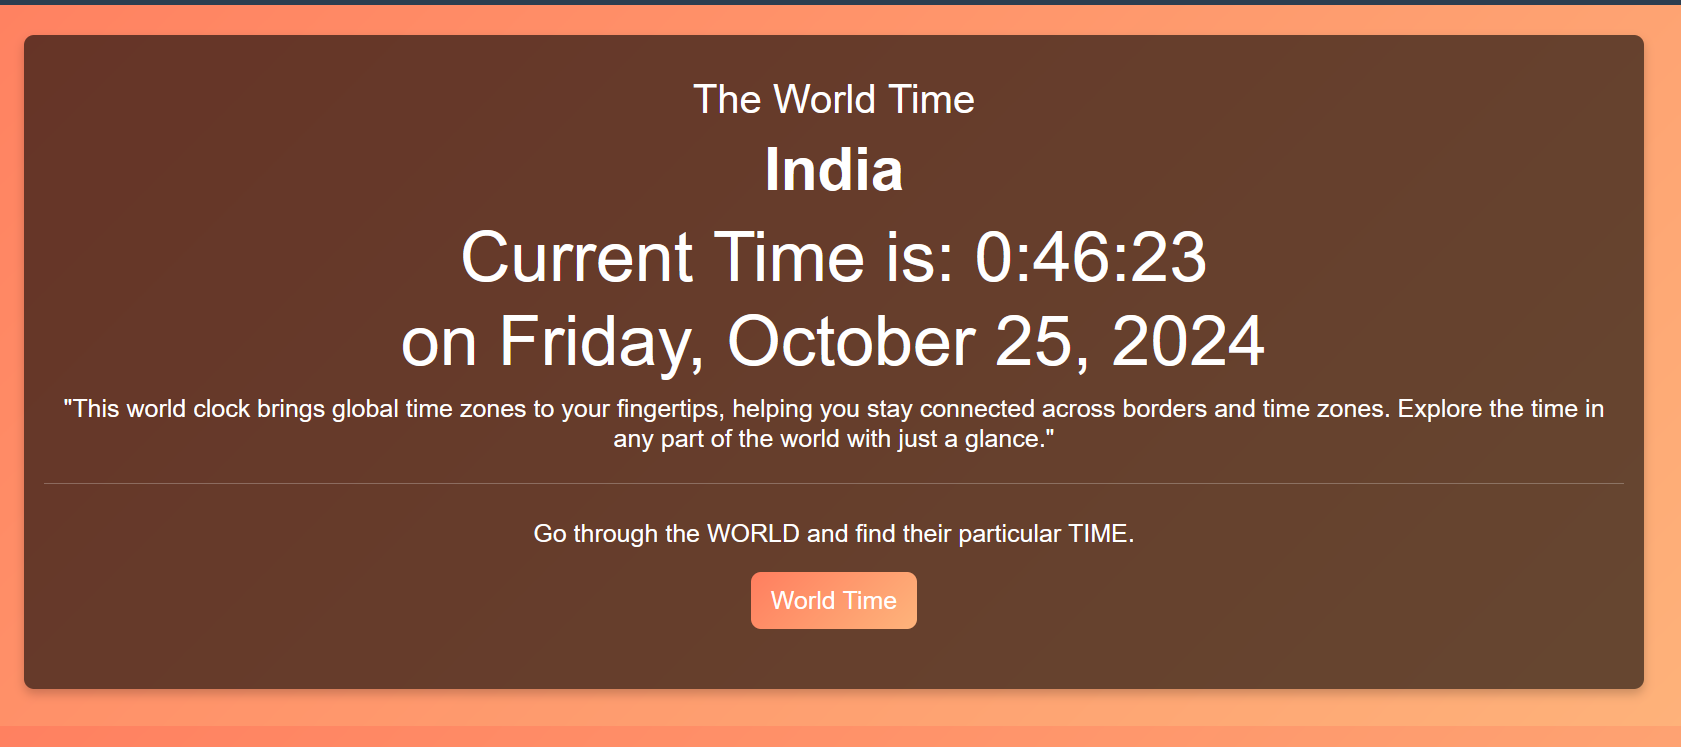 The World Time
India
Current Time is: 0:46:23
on Friday, October 25, 2024
"This world clock brings global time zones to your fingertips, helping you stay connected across borders and time zones. Explore the time in
any part of the world with just a glance."
Go through the WORLD and find their particular TIME.
World Time